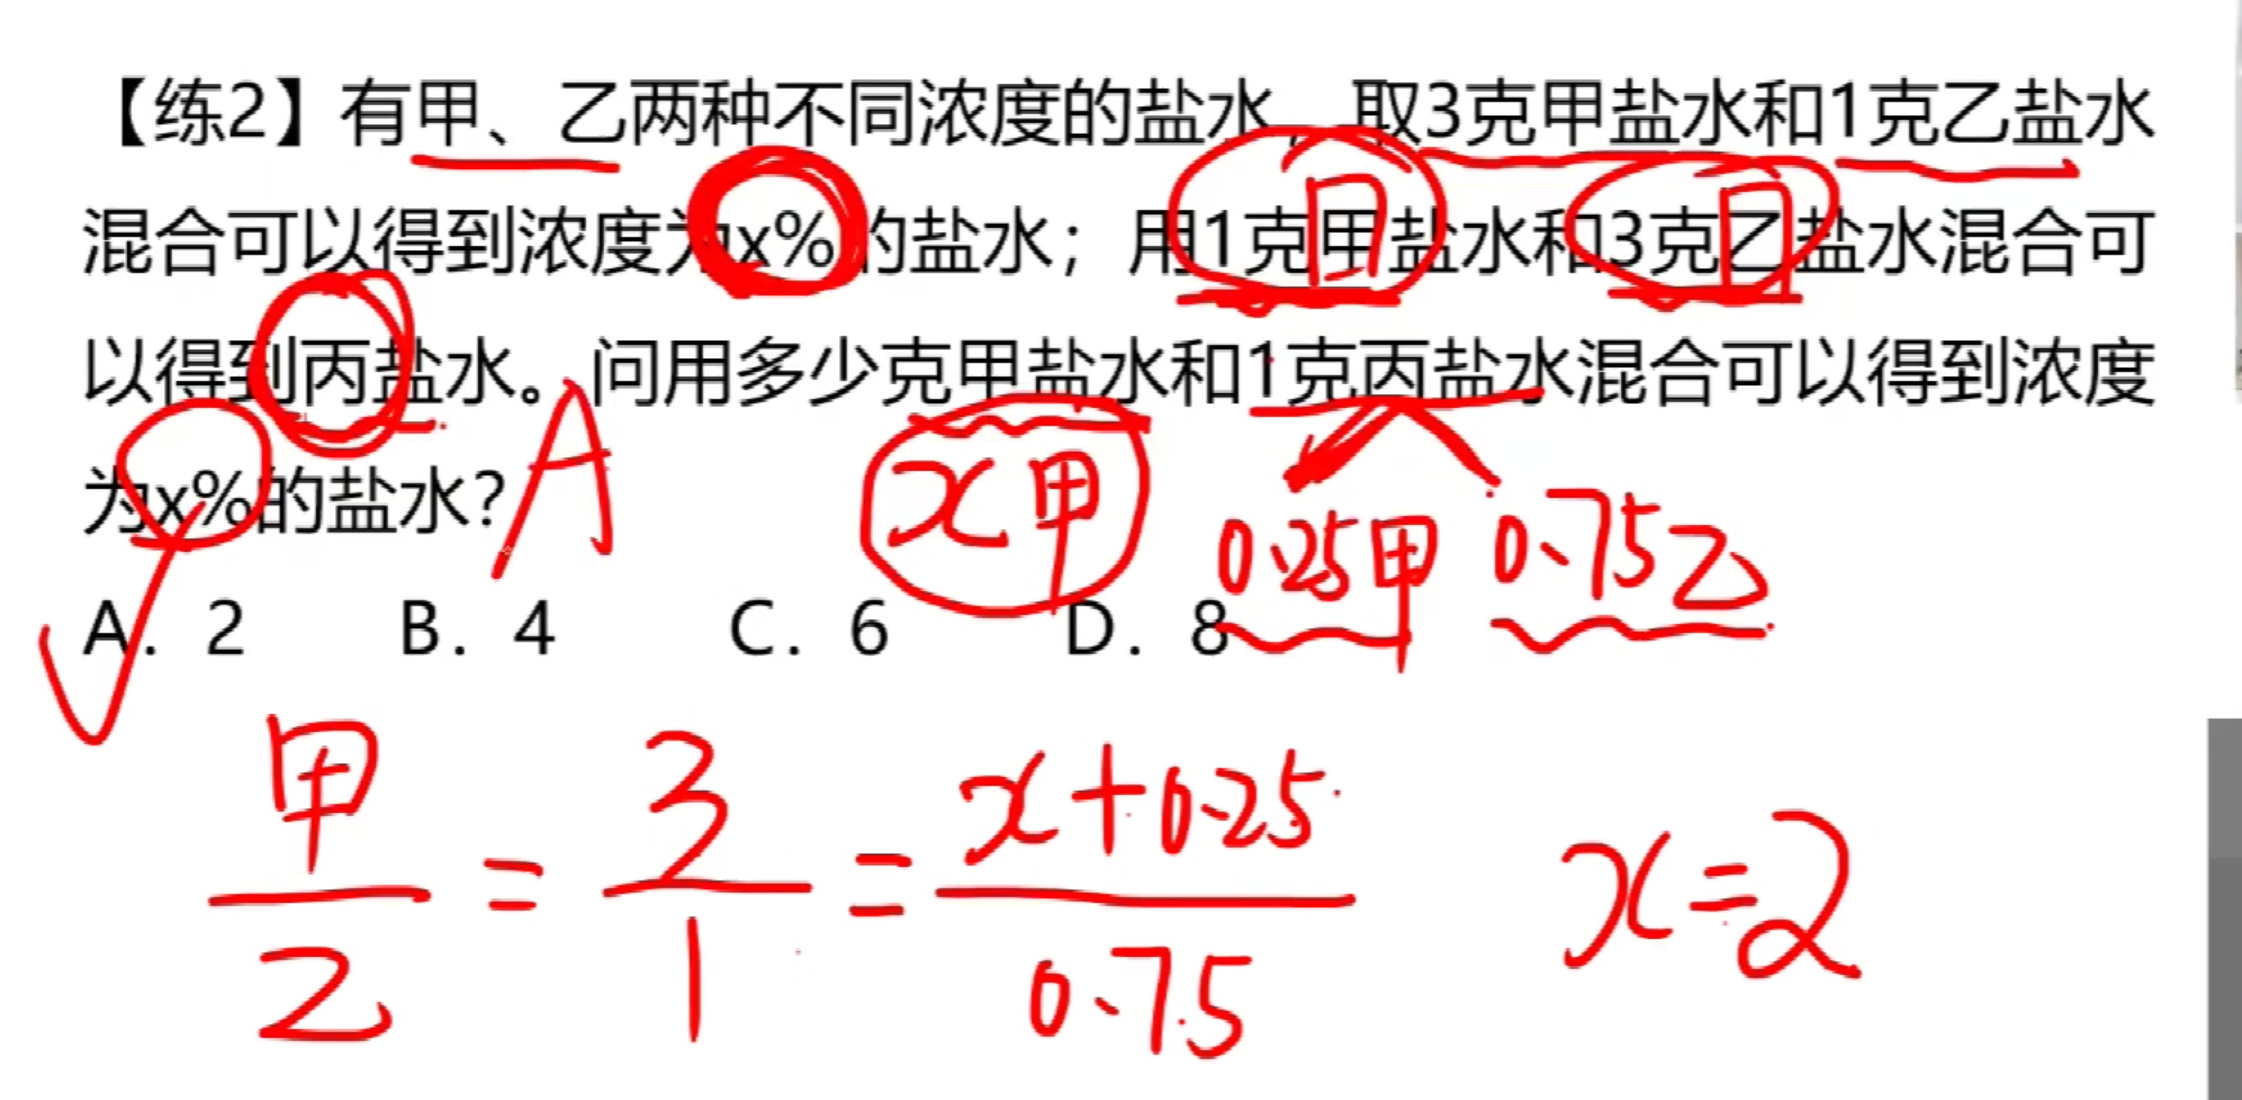 【练2】有甲、乙两种不同浓度的盐水，取3克甲盐水和1克乙盐水
混合可以得到浓度为x%的盐水；用1克甲盐水和3克乙盐水混合可
以得到丙盐水。问用多少克甲盐水和1克丙盐水混合可以得到浓度
为x%的盐水？ A
x甲 0.25甲 0.75乙
A．2 B．4 C．6 D．8
甲/乙 = 3/1 = x+0.25/0.75 x=2